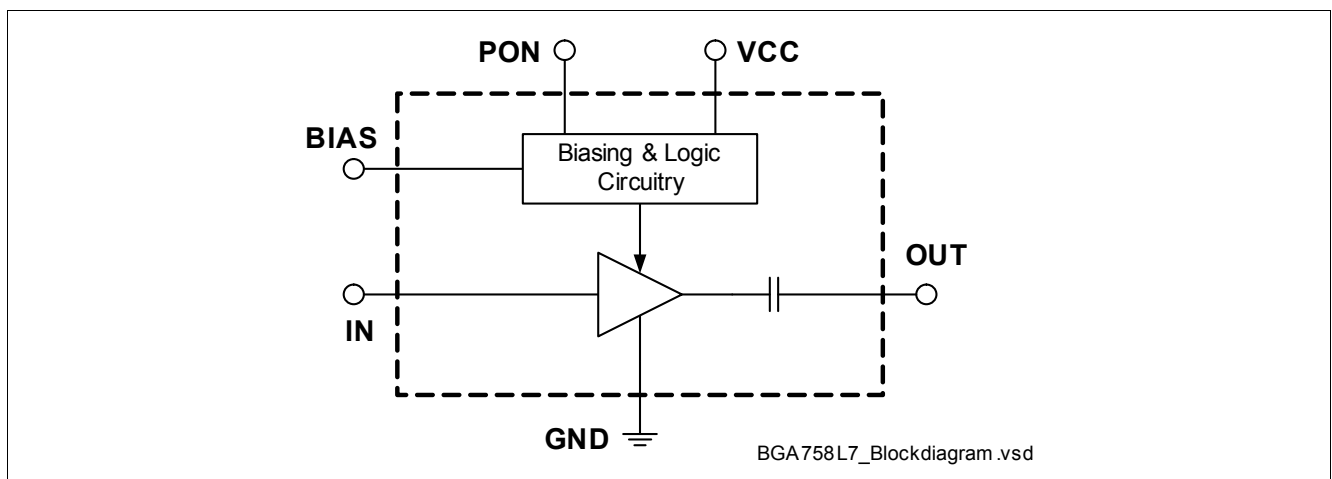 PON
VCC
BIAS
Biasing & Logic
Circuitry
OUT
IN
GND
BGA758L7_Blockdiagram.vsd